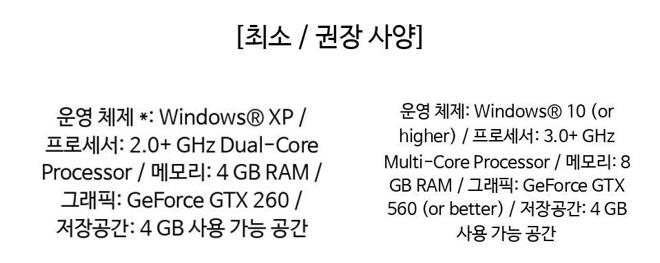 [최소 / 권장 사양]
운영 체제 *: Windows® XP /
프로세서: 2.0+ GHz Dual-Core
Processor / 메모리: 4 GB RAM /
그래픽: GeForce GTX 260 /
저장공간: 4 GB 사용 가능 공간
운영 체제: Windows® 10 (or
higher) / 프로세서: 3.0+ GHz
Multi-Core Processor / 메모리: 8
GB RAM / 그래픽: GeForce GTX
560 (or better) / 저장공간: 4 GB
사용 가능 공간